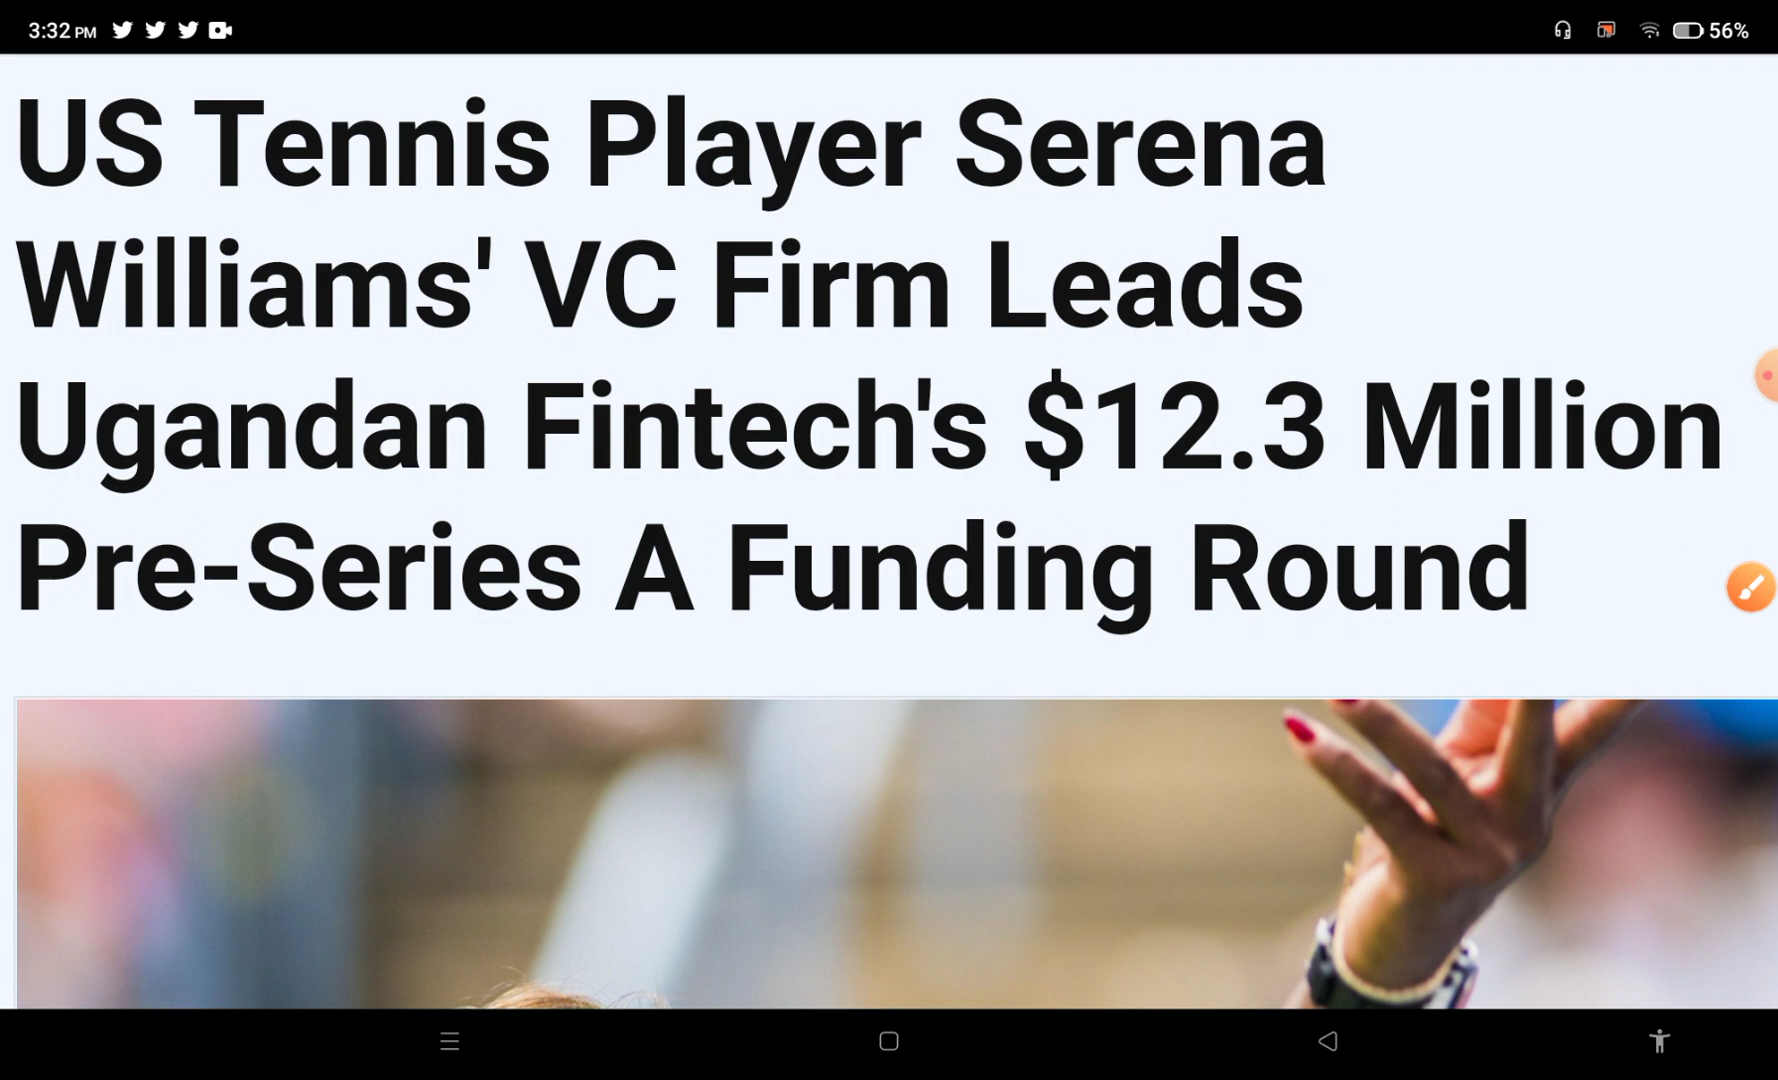 3:32 PM
56%
US Tennis Player Serena
Williams' VC Firm Leads
Ugandan Fintech's $12.3 Million
Pre-Series A Funding Round